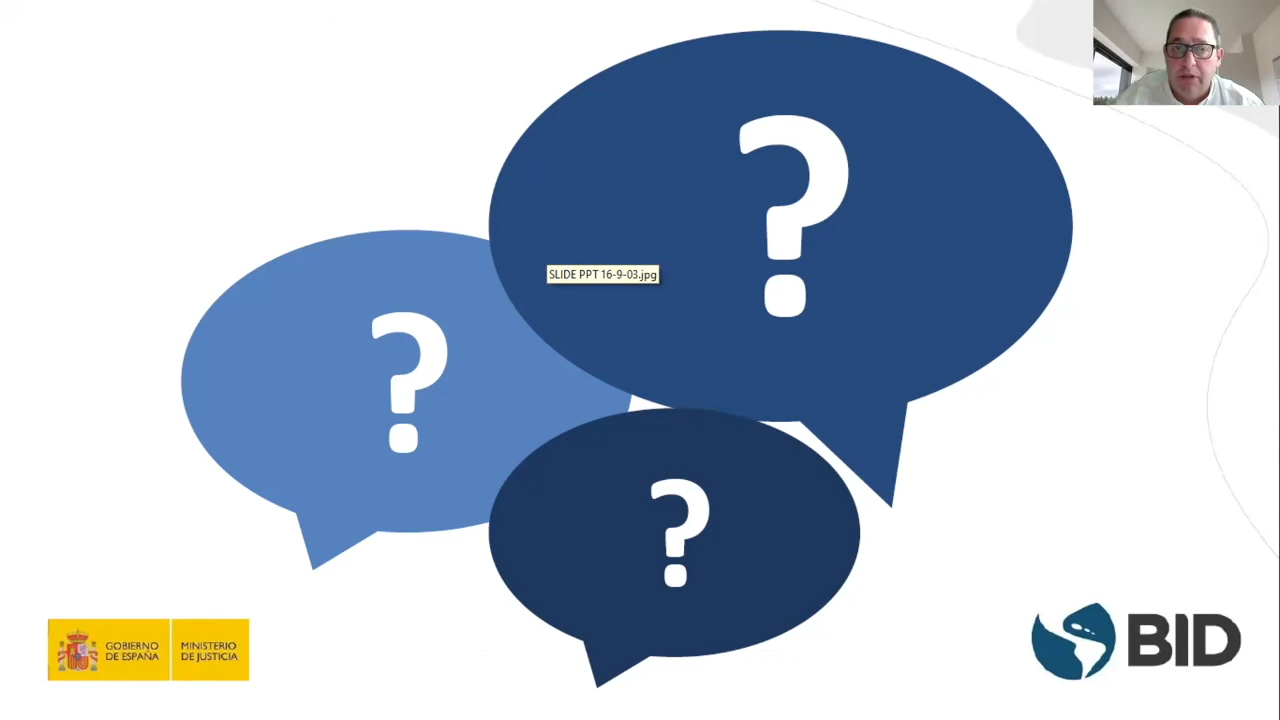 ?
SLIDE PPT 16-9-03.jpg
?
?
GOBIERNO
DE ESPAÑA
MINISTERIO
DE JUSTICIA
BID